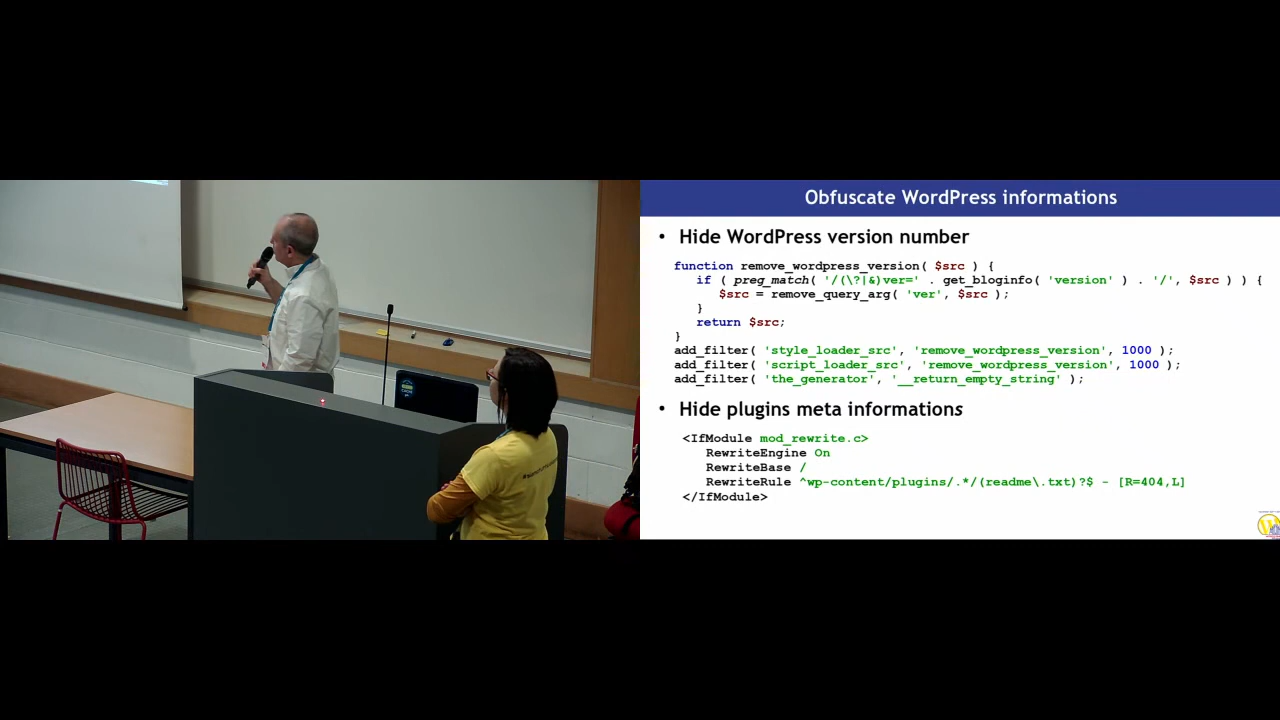 Obfuscate WordPress informations
• Hide WordPress version number
function remove_wordpress_version( $src ) {
if ( preg_match( '/(\?|&)ver=' . get_bloginfo( 'version' ) . '/', $src ) ) {
$src = remove_query_arg( 'ver', $src );
}
return $src;
}
add_filter( 'style_loader_src', 'remove_wordpress_version', 1000 );
add_filter( 'script_loader_src', 'remove_wordpress_version', 1000 );
add_filter( 'the_generator', '__return_empty_string' );
• Hide plugins meta informations
<IfModule mod_rewrite.c>
RewriteEngine On
RewriteBase /
RewriteRule ^wp-content/plugins/.*/(readme\.txt)?$ - [R=404,L]
</IfModule>